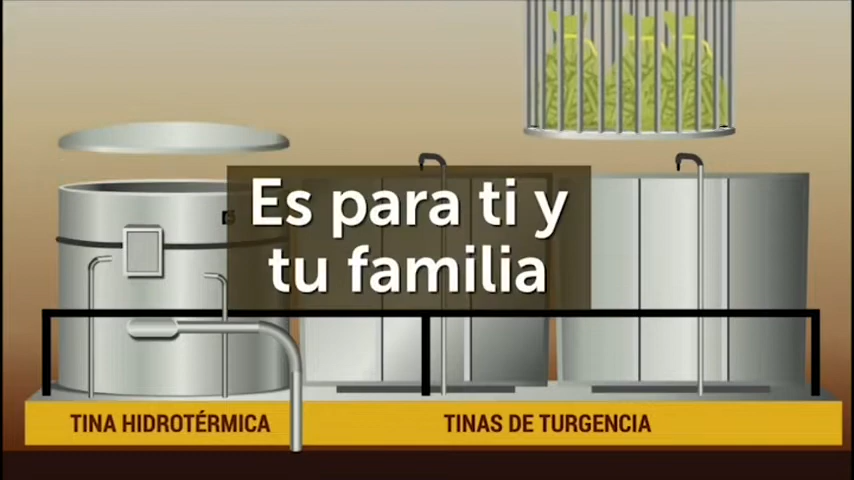 Es para ti y
tu familia
TINA HIDROTÉRMICA
TINAS DE TURGENCIA